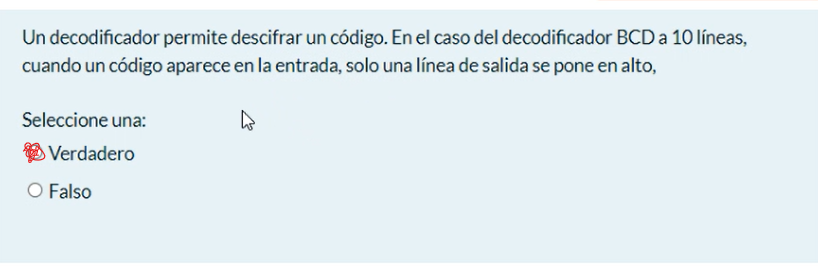 Un decodificador permite descifrar un código. En el caso del decodificador BCD a 10 líneas,
cuando un código aparece en la entrada, solo una línea de salida se pone en alto,
Seleccione una:
Verdadero
Falso